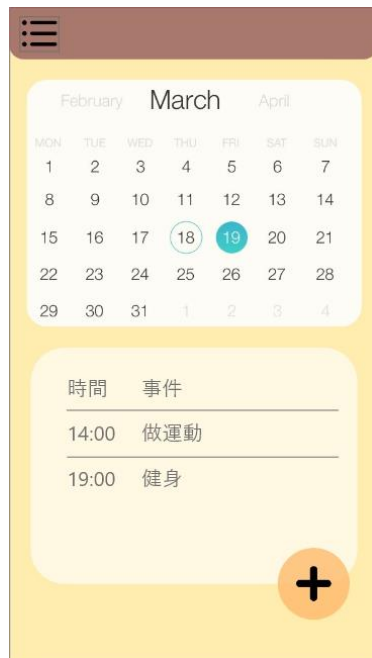 February March April
MON TUE WED THU FRI SAT SUN
1 2 3 4 5 6 7
8 9 10 11 12 13 14
15 16 17 18 19 20 21
22 23 24 25 26 27 28
29 30 31 1 2 3 4
時間 事件
14:00 做運動
19:00 健身